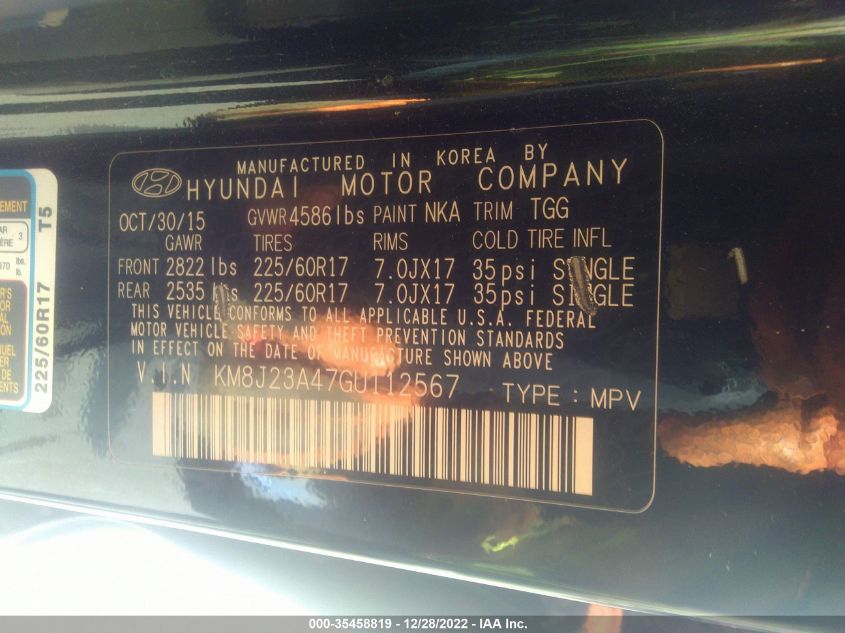 MANUFACTURED IN KOREA BY
HYUNDAI MOTOR COMPANY
OCT/30/15 GVWR 4586 lbs PAINT NKA TRIM TGG
GAWR TIRES RIMS COLD TIRE INFL
FRONT 2822 lbs 225/60R17 7.0JX17 35psi SINGLE
REAR 2535 lbs 225/60R17 7.0JX17 35psi SINGLE
THIS VEHICLE CONFORMS TO ALL APPLICABLE U.S.A. FEDERAL
MOTOR VEHICLE SAFETY AND THEFT PREVENTION STANDARDS
IN EFFECT ON THE DATE OF MANUFACTURE SHOWN ABOVE
V.I.N KM8J23A47GU112567 TYPE : MPV
225/60R17 T5
000-35458819 - 12/28/2022 - IAA Inc.